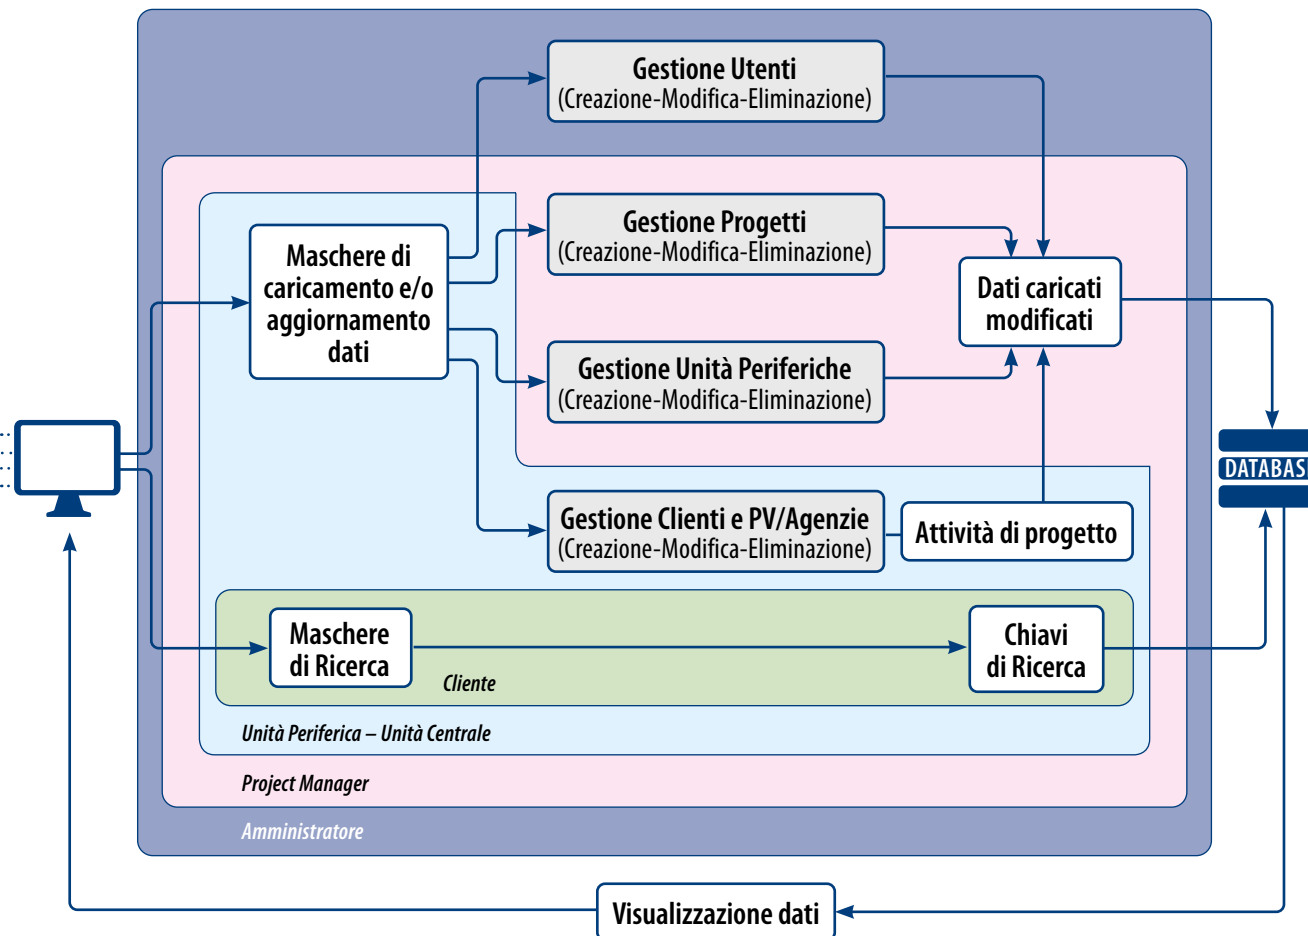 Gestione Utenti
(Creazione-Modifica-Eliminazione)
Gestione Progetti
(Creazione-Modifica-Eliminazione)
Maschere di
caricamento e/o
aggiornamento
dati
Dati caricati
modificati
Gestione Unità Periferiche
(Creazione-Modifica-Eliminazione)
DATABAS
Gestione Clienti e PV/Agenzie
(Creazione-Modifica-Eliminazione)
Attività di progetto
Maschere
di Ricerca
Chiavi
di Ricerca
Cliente
Unità Periferica – Unità Centrale
Project Manager
Amministratore
Visualizzazione dati